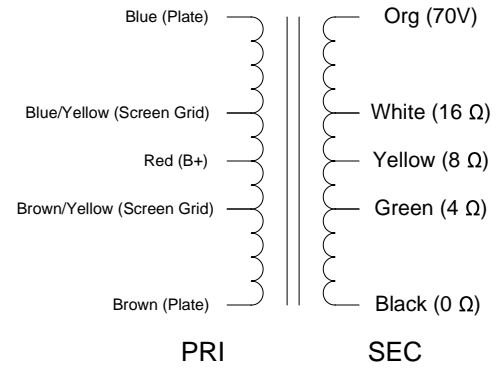 Blue (Plate)
Org (70V)
Blue/Yellow (Screen Grid)
White (16 Ω)
Red (B+)
Yellow (8 Ω)
Brown/Yellow (Screen Grid)
Green (4 Ω)
Brown (Plate)
Black (0 Ω)
PRI
SEC